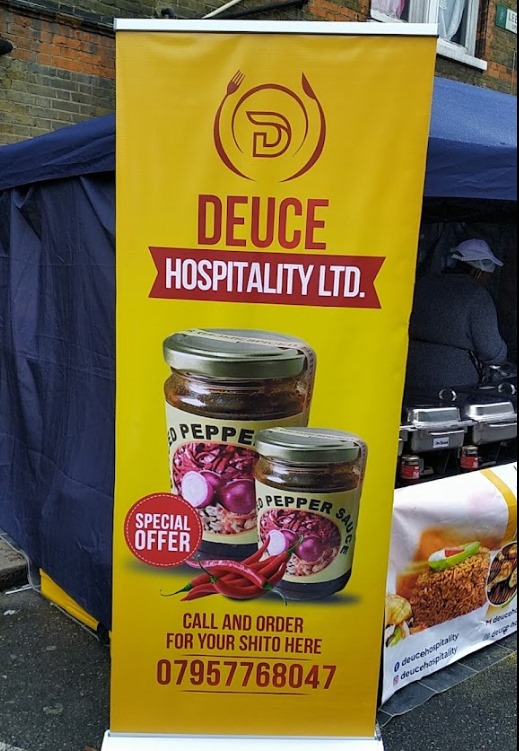 D
DEUCE
HOSPITALITY LTD.
ED PEPPE
ED PEPPER SAUCE
SPECIAL
OFFER
CALL AND ORDER
FOR YOUR SHITO HERE
07957768047
deucehospitality
deucehospitality